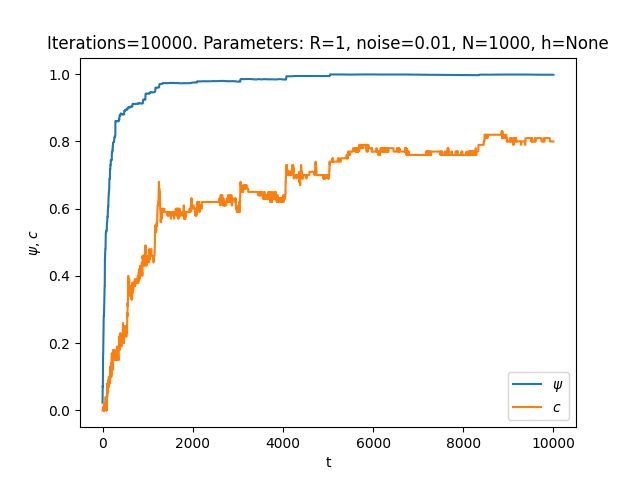 Iterations=10000. Parameters: R=1, noise=0.01, N=1000, h=None
1.0
0.8
0.6
0.4
0.2
0.0
ψ, c
0 2000 4000 6000 8000 10000
t
ψ
c